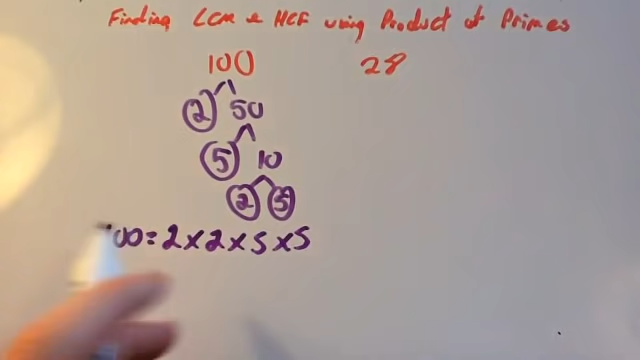 Finding LCM & HCF using Product of Primes
100 28
2 50
5 10
2 5
100 = 2 × 2 × 5 × 5